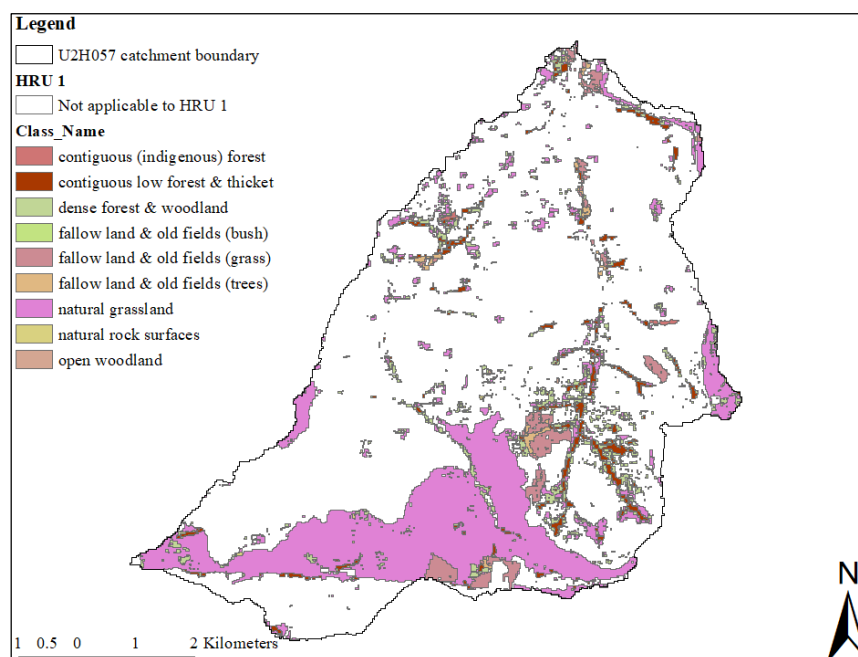 Legend
U2H057 catchment boundary
HRU 1
Not applicable to HRU 1
Class_Name
contiguous (indigenous) forest
contiguous low forest & thicket
dense forest & woodland
fallow land & old fields (bush)
fallow land & old fields (grass)
fallow land & old fields (trees)
natural grassland
natural rock surfaces
open woodland
N
1 0.5 0 1 2 Kilometers